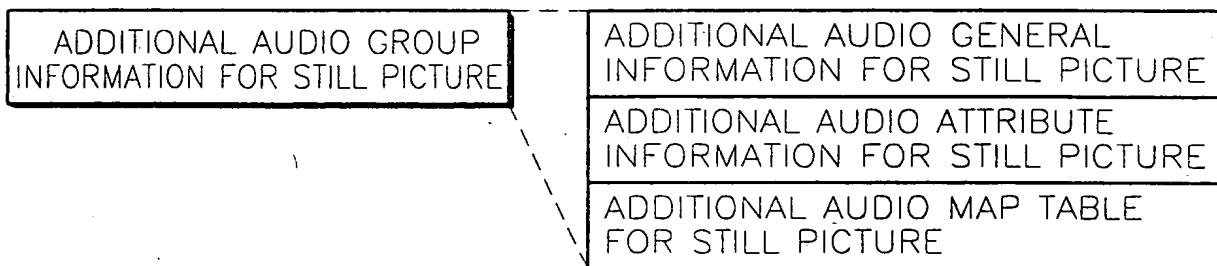 ADDITIONAL AUDIO GROUP
INFORMATION FOR STILL PICTURE
ADDITIONAL AUDIO GENERAL
INFORMATION FOR STILL PICTURE
ADDITIONAL AUDIO ATTRIBUTE
INFORMATION FOR STILL PICTURE
ADDITIONAL AUDIO MAP TABLE
FOR STILL PICTURE